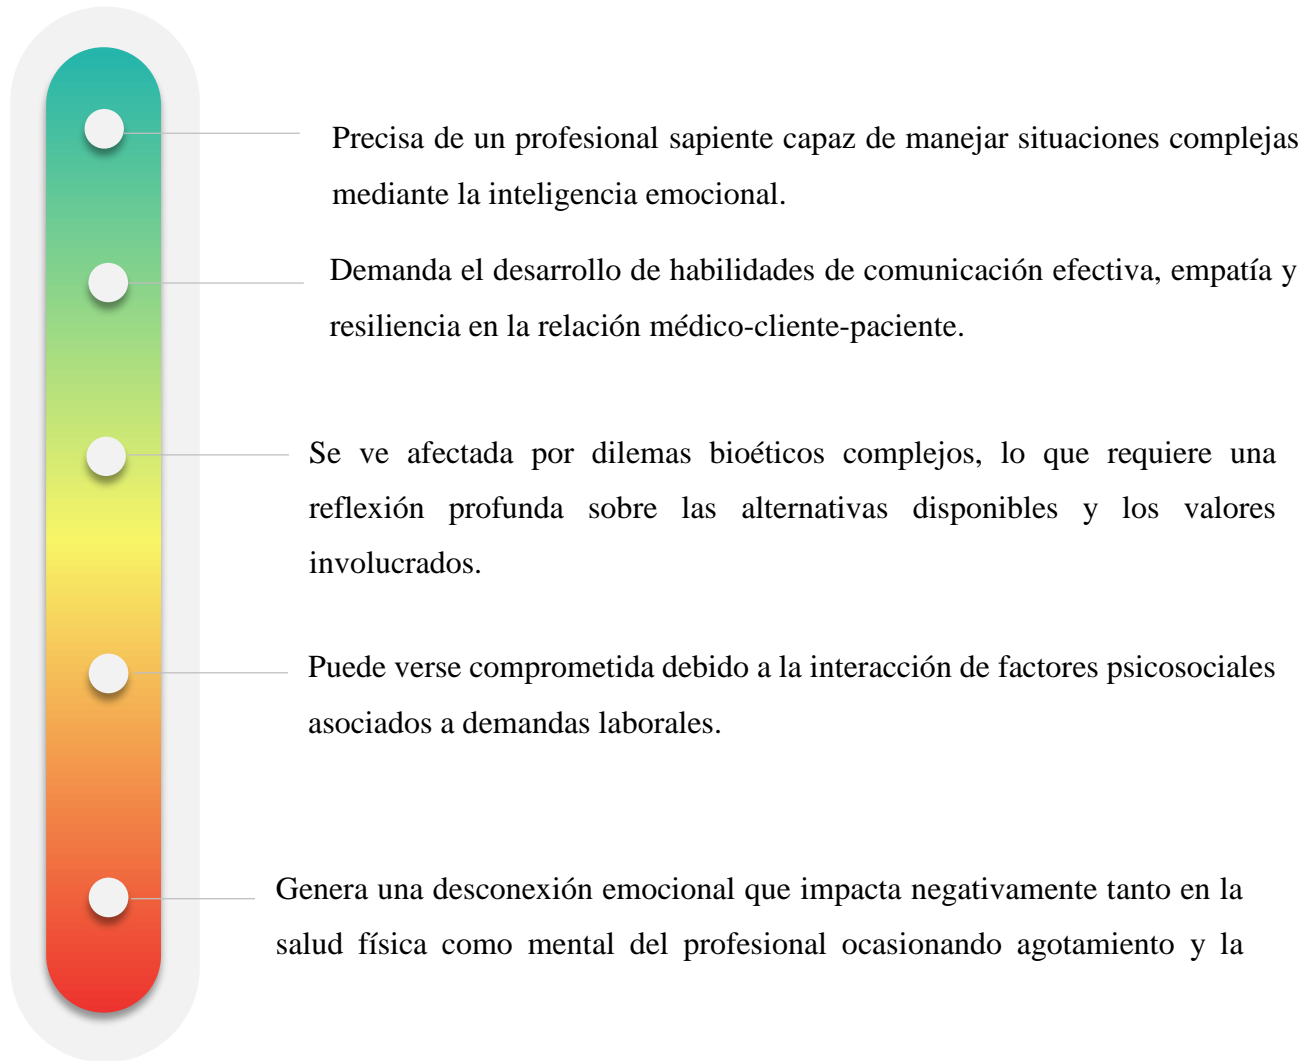 Precisa de un profesional sapiente capaz de manejar situaciones complejas
mediante la inteligencia emocional.
Demanda el desarrollo de habilidades de comunicación efectiva, empatía y
resiliencia en la relación médico-cliente-paciente.
Se ve afectada por dilemas bioéticos complejos, lo que requiere una
reflexión profunda sobre las alternativas disponibles y los valores
involucrados.
Puede verse comprometida debido a la interacción de factores psicosociales
asociados a demandas laborales.
Genera una desconexión emocional que impacta negativamente tanto en la
salud física como mental del profesional ocasionando agotamiento y la